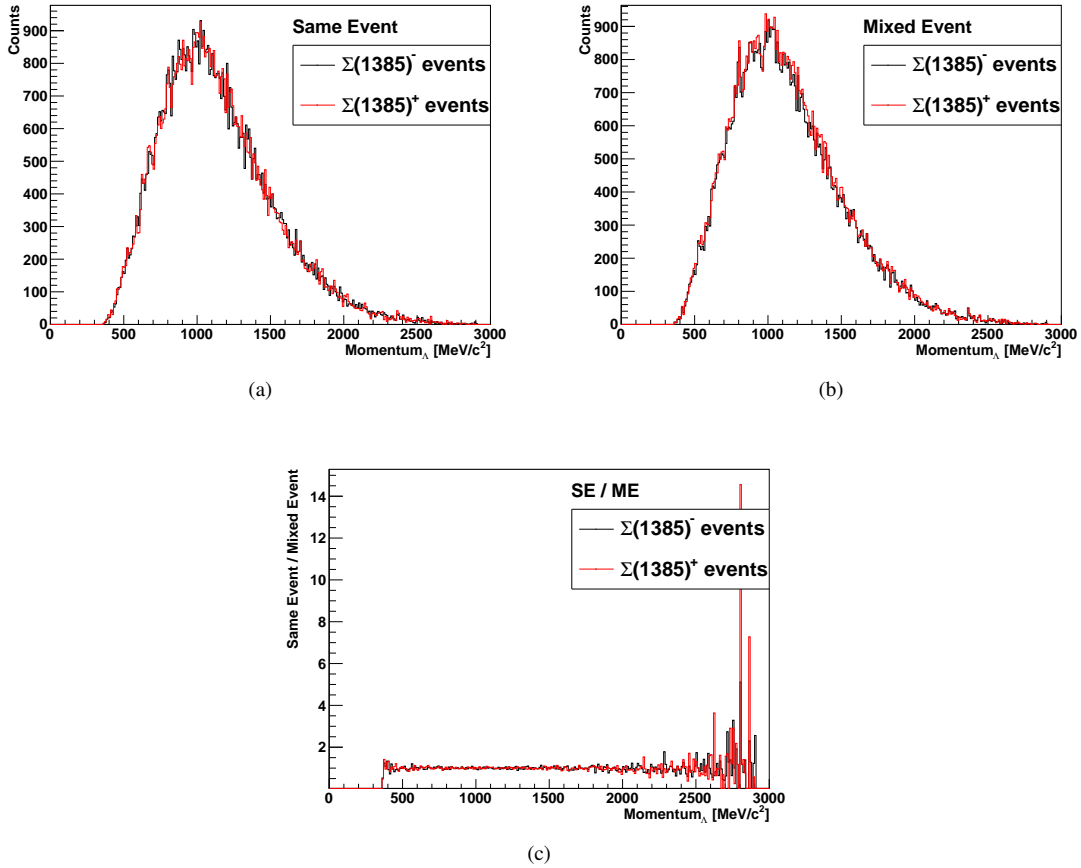 Counts
900
800
700
600
500
400
300
200
100
0
0 500 1000 1500 2000 2500 3000
Momentum_Λ [MeV/c²]
Same Event
Σ(1385)⁻ events
Σ(1385)⁺ events
(a)
Counts
900
800
700
600
500
400
300
200
100
0
0 500 1000 1500 2000 2500 3000
Momentum_Λ [MeV/c²]
Mixed Event
Σ(1385)⁻ events
Σ(1385)⁺ events
(b)
Same Event / Mixed Event
14
12
10
8
6
4
2
0 500 1000 1500 2000 2500 3000
Momentum_Λ [MeV/c²]
SE / ME
Σ(1385)⁻ events
Σ(1385)⁺ events
(c)